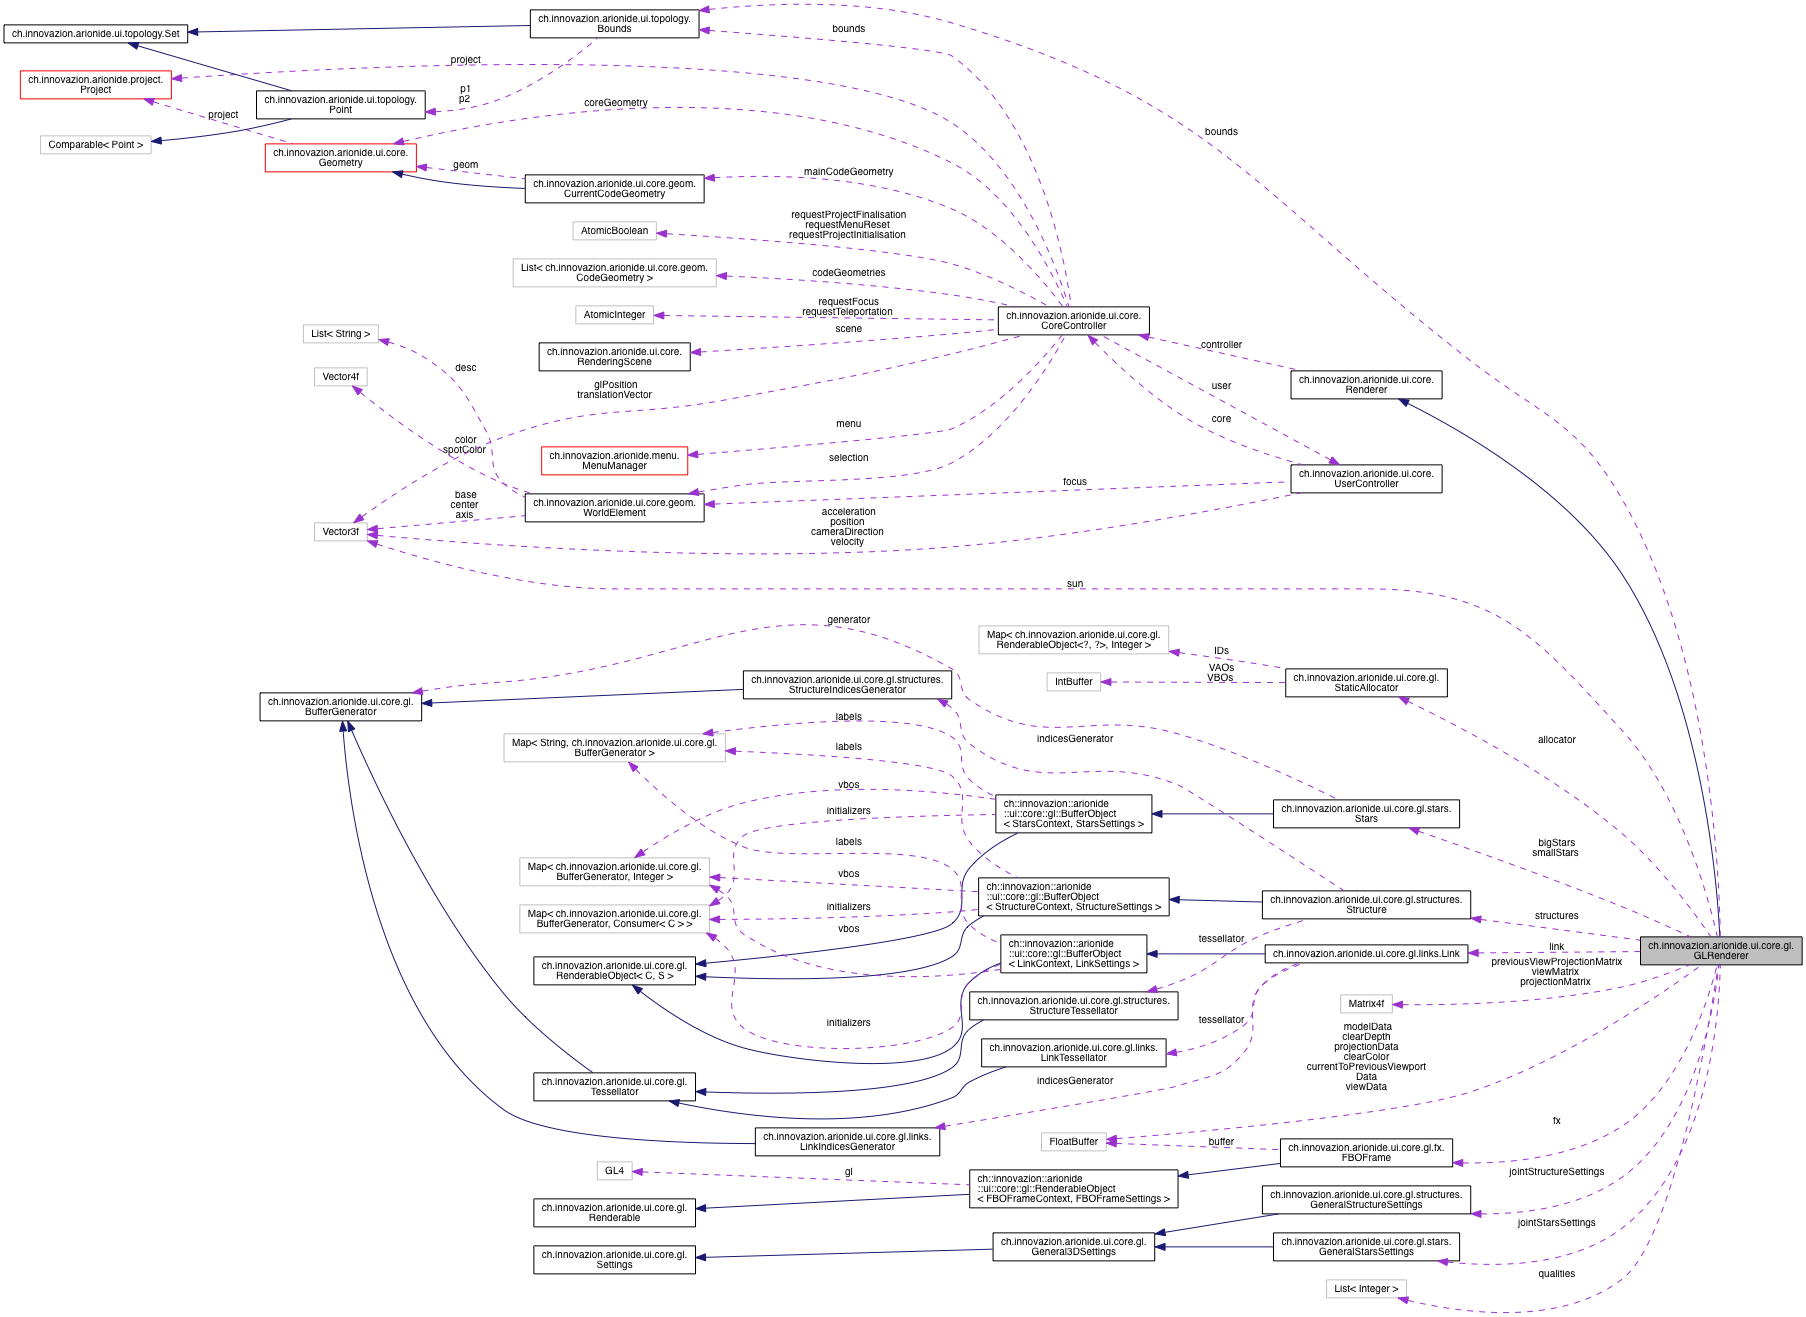 ch.innovazion.arionide.ui.topology.
Bounds
ch.innovazion.arionide.ui.topology.Set
bounds
project
ch.innovazion.arionide.project.
Project
p1
p2
ch.innovazion.arionide.ui.topology.
Point
coreGeometry
project
bounds
Comparable< Point >
ch.innovazion.arionide.ui.core.
Geometry
geom
mainCodeGeometry
ch.innovazion.arionide.ui.core.geom.
CurrentCodeGeometry
requestProjectFinalisation
requestMenuReset
requestProjectInitialisation
AtomicBoolean
List< ch.innovazion.arionide.ui.core.geom.
CodeGeometry >
codeGeometries
AtomicInteger
requestFocus
requestTeleportation
ch.innovazion.arionide.ui.core.
CoreController
List< String >
scene
ch.innovazion.arionide.ui.core.
RenderingScene
controller
desc
Vector4f
glPosition
translationVector
user
ch.innovazion.arionide.ui.core.
Renderer
core
menu
color
spotColor
ch.innovazion.arionide.menu.
MenuManager
selection
ch.innovazion.arionide.ui.core.
UserController
focus
base
center
axis
ch.innovazion.arionide.ui.core.geom.
WorldElement
acceleration
position
cameraDirection
velocity
Vector3f
sun
generator
Map< ch.innovazion.arionide.ui.core.gl.
RenderableObject<?, ?>, Integer >
IDs
VAOs
VBOs
IntBuffer
ch.innovazion.arionide.ui.core.gl.
StaticAllocator
ch.innovazion.arionide.ui.core.gl.structures.
StructureIndicesGenerator
ch.innovazion.arionide.ui.core.gl.
BufferGenerator
labels
indicesGenerator
allocator
Map< String, ch.innovazion.arionide.ui.core.gl.
BufferGenerator >
labels
vbos
initializers
ch::innovazion::arionide
::ui::core::gl::BufferObject
< StarsContext, StarsSettings >
ch.innovazion.arionide.ui.core.gl.stars.
Stars
labels
bigStars
smallStars
Map< ch.innovazion.arionide.ui.core.gl.
BufferGenerator, Integer >
vbos
ch::innovazion::arionide
::ui::core::gl::BufferObject
< StructureContext, StructureSettings >
ch.innovazion.arionide.ui.core.gl.structures.
Structure
initializers
Map< ch.innovazion.arionide.ui.core.gl.
BufferGenerator, Consumer< C > >
vbos
structures
tessellator
ch::innovazion::arionide
::ui::core::gl::BufferObject
< LinkContext, LinkSettings >
ch.innovazion.arionide.ui.core.gl.links.Link
link
ch.innovazion.arionide.ui.core.gl.
GLRenderer
previousViewProjectionMatrix
viewMatrix
projectionMatrix
ch.innovazion.arionide.ui.core.gl.
RenderableObject< C, S >
ch.innovazion.arionide.ui.core.gl.structures.
StructureTessellator
Matrix4f
initializers
tessellator
modelData
clearDepth
projectionData
clearColor
currentToPreviousViewport
Data
viewData
ch.innovazion.arionide.ui.core.gl.links.
LinkTessellator
ch.innovazion.arionide.ui.core.gl.
Tessellator
indicesGenerator
fx
ch.innovazion.arionide.ui.core.gl.links.
LinkIndicesGenerator
FloatBuffer
buffer
ch.innovazion.arionide.ui.core.gl.fx.
FBOFrame
GL4
gl
ch::innovazion::arionide
::ui::core::gl::RenderableObject
< FBOFrameContext, FBOFrameSettings >
jointStructureSettings
ch.innovazion.arionide.ui.core.gl.structures.
GeneralStructureSettings
ch.innovazion.arionide.ui.core.gl.
Renderable
jointStarsSettings
ch.innovazion.arionide.ui.core.gl.
General3DSettings
ch.innovazion.arionide.ui.core.gl.stars.
GeneralStarsSettings
ch.innovazion.arionide.ui.core.gl.
Settings
qualities
List< Integer >